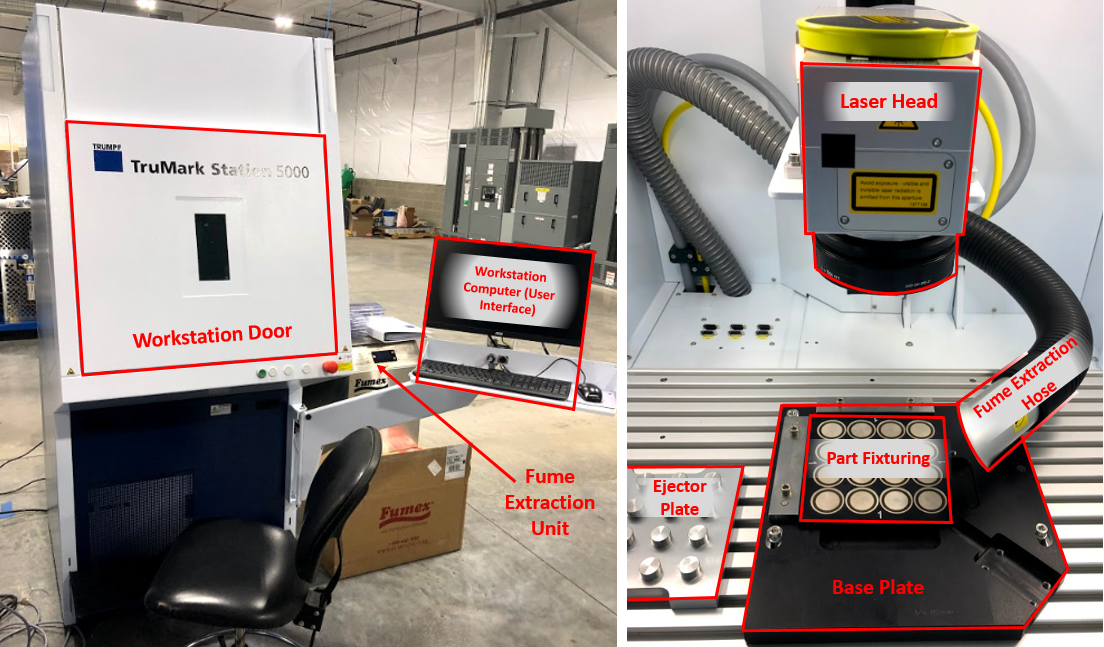 TRUMPF
TruMark Station 5000
Workstation Door
Workstation
Computer (User
Interface)
Fumex
Fume
Extraction
Unit
Fumex
Laser Head
Avoid exposure - visible and
invisible laser radiation is
emitted from this aperture
Fume Extraction
Hose
Part Fixturing
1
Ejector
Plate
Base Plate